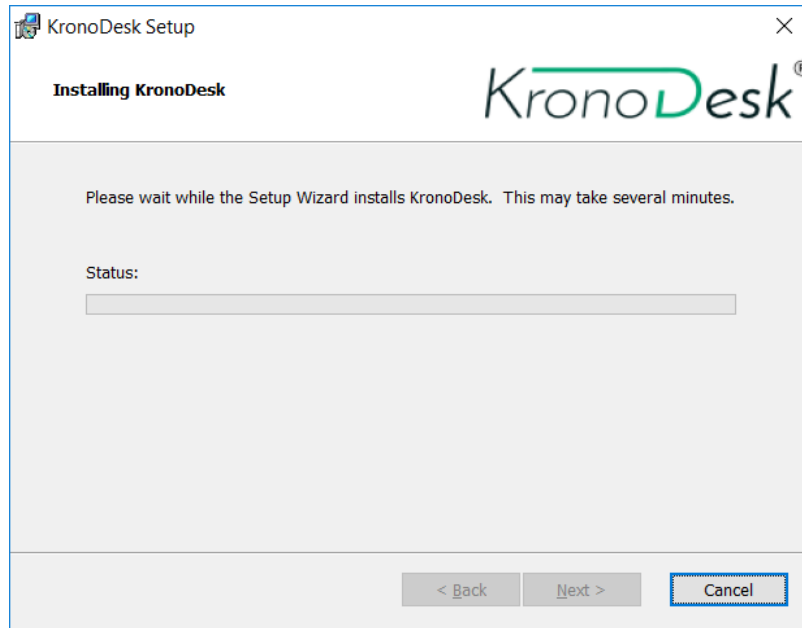 KronoDesk Setup
Installing KronoDesk
KronoDesk®
Please wait while the Setup Wizard installs KronoDesk.  This may take several minutes.
Status:
< Back
Next >
Cancel